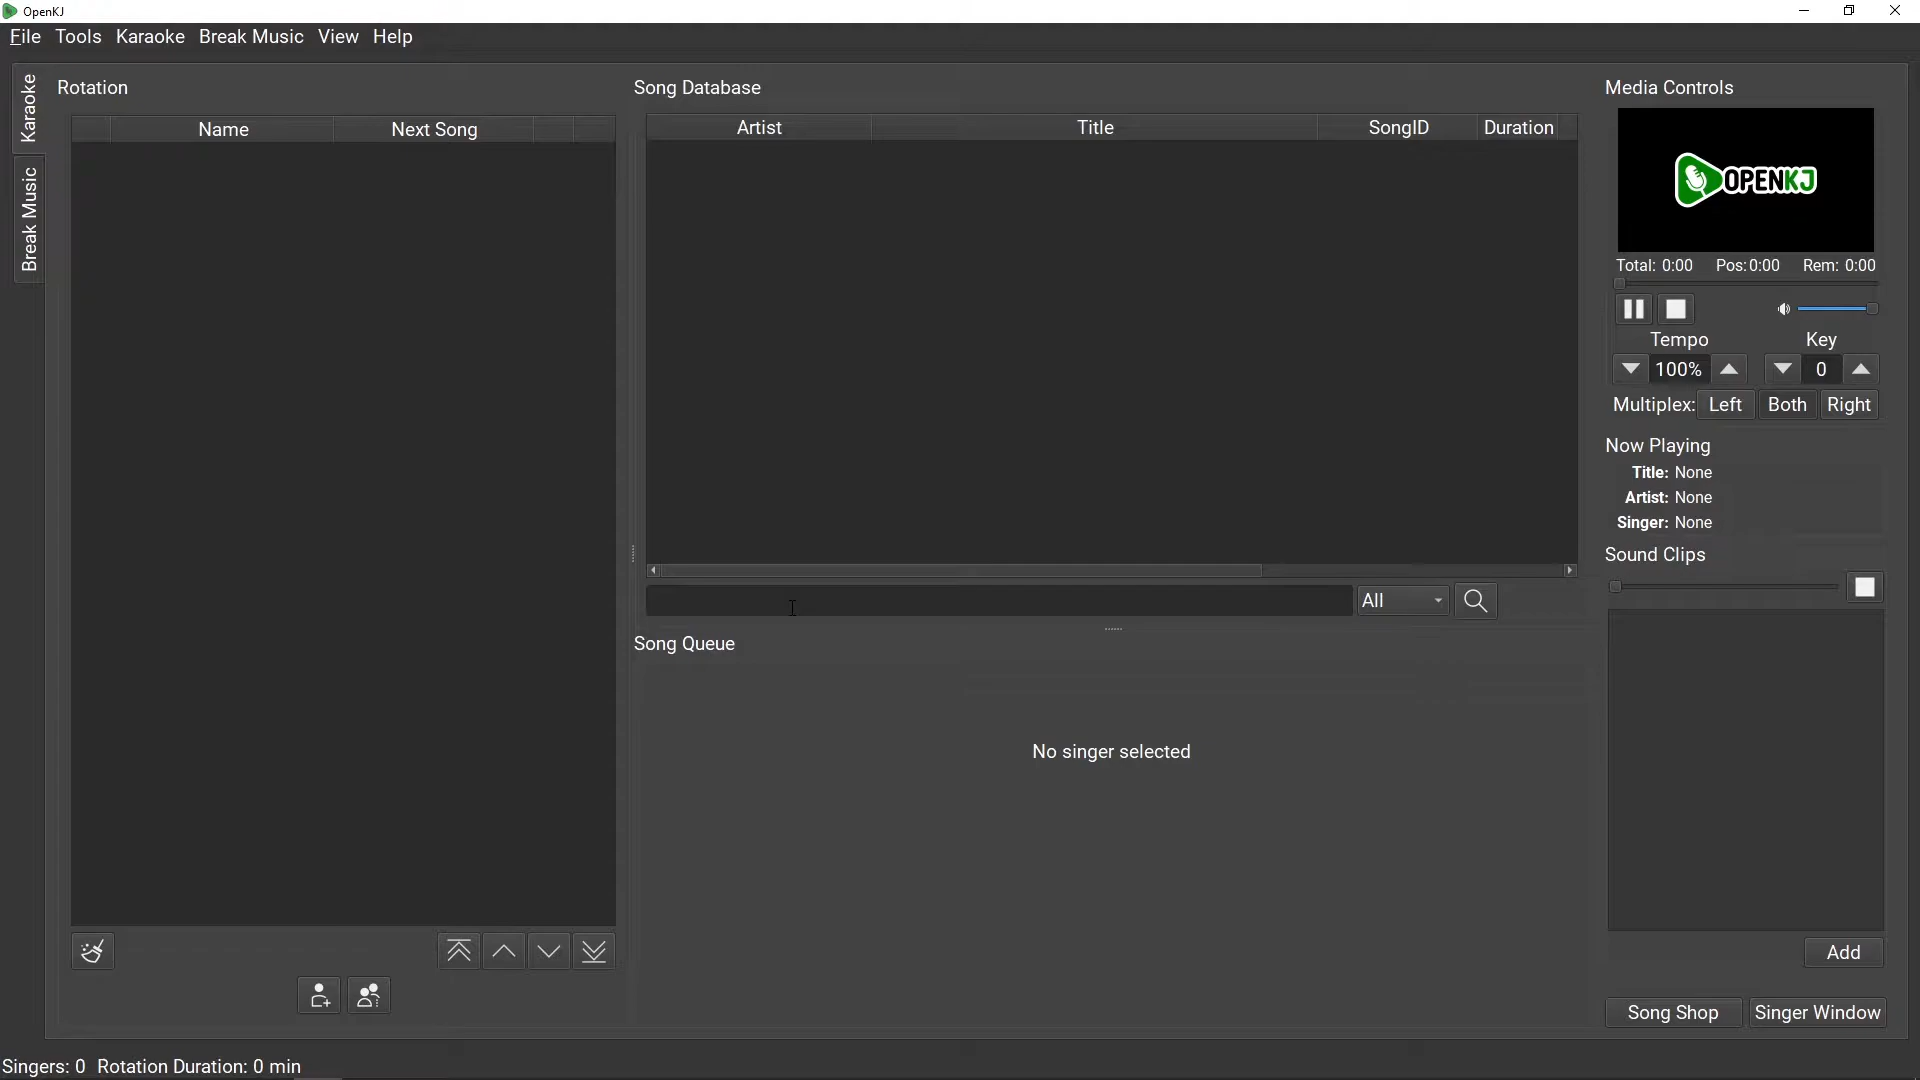 OpenKJ
File Tools Karaoke Break Music View Help
Karaoke
Break Music
Rotation
Name Next Song
Song Database
Artist Title SongID Duration
All
Song Queue
No singer selected
Media Controls
OPENKJ
Total: 0:00 Pos:0:00 Rem: 0:00
Tempo Key
100% 0
Multiplex: Left Both Right
Now Playing
Title: None
Artist: None
Singer: None
Sound Clips
Add
Song Shop Singer Window
Singers: 0 Rotation Duration: 0 min